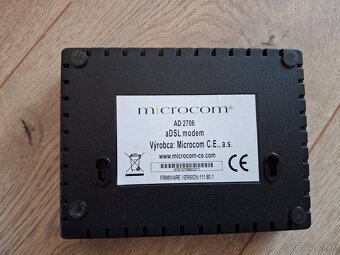 microcom®
AD 2706
aDSL modem
Výrobca: Microcom C.E., a.s.
www.microcom-ce.com
CE
FIRMWARE VERSION:111.80.1